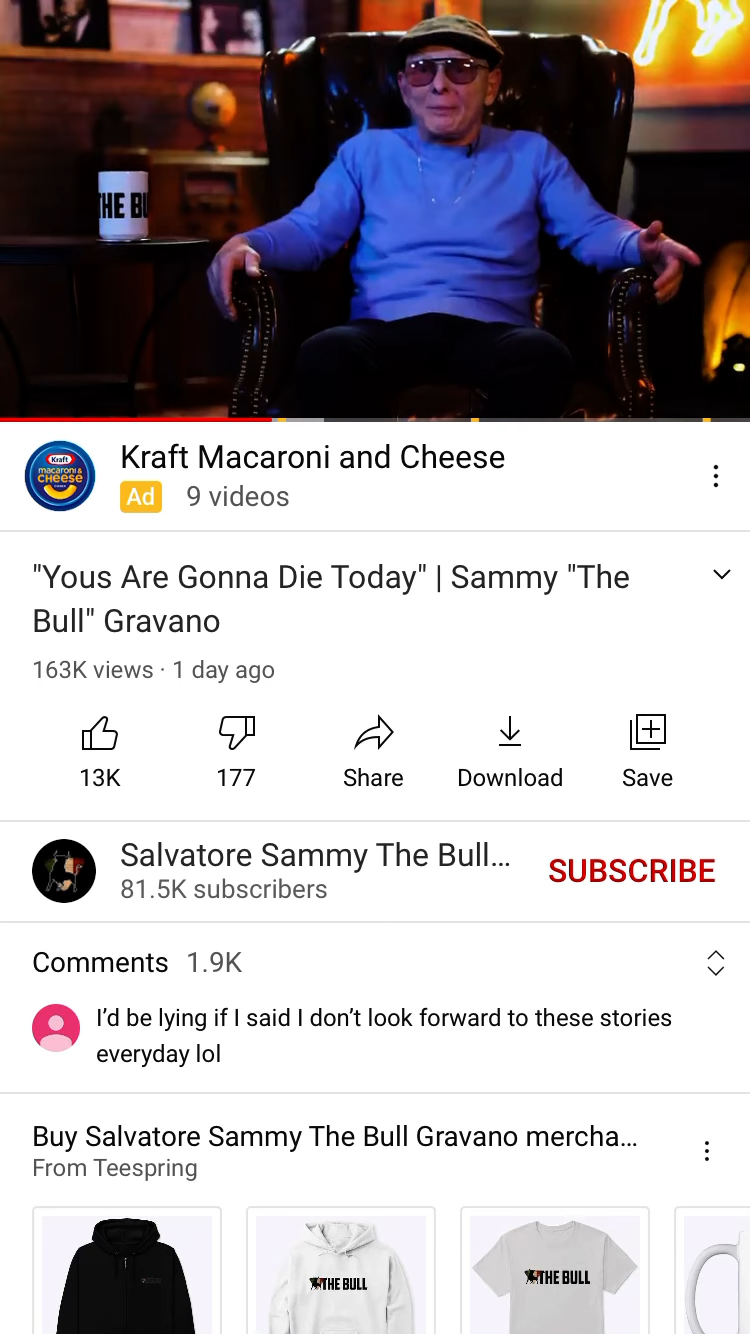 THE BU
Kraft
macaroni &
CHEESE
Kraft Macaroni and Cheese
Ad 9 videos
"Yous Are Gonna Die Today" | Sammy "The
Bull" Gravano
163K views · 1 day ago
13K 177 Share Download Save
Salvatore Sammy The Bull...
81.5K subscribers
SUBSCRIBE
Comments 1.9K
I’d be lying if I said I don’t look forward to these stories
everyday lol
Buy Salvatore Sammy The Bull Gravano mercha...
From Teespring
THE BULL
THE BULL